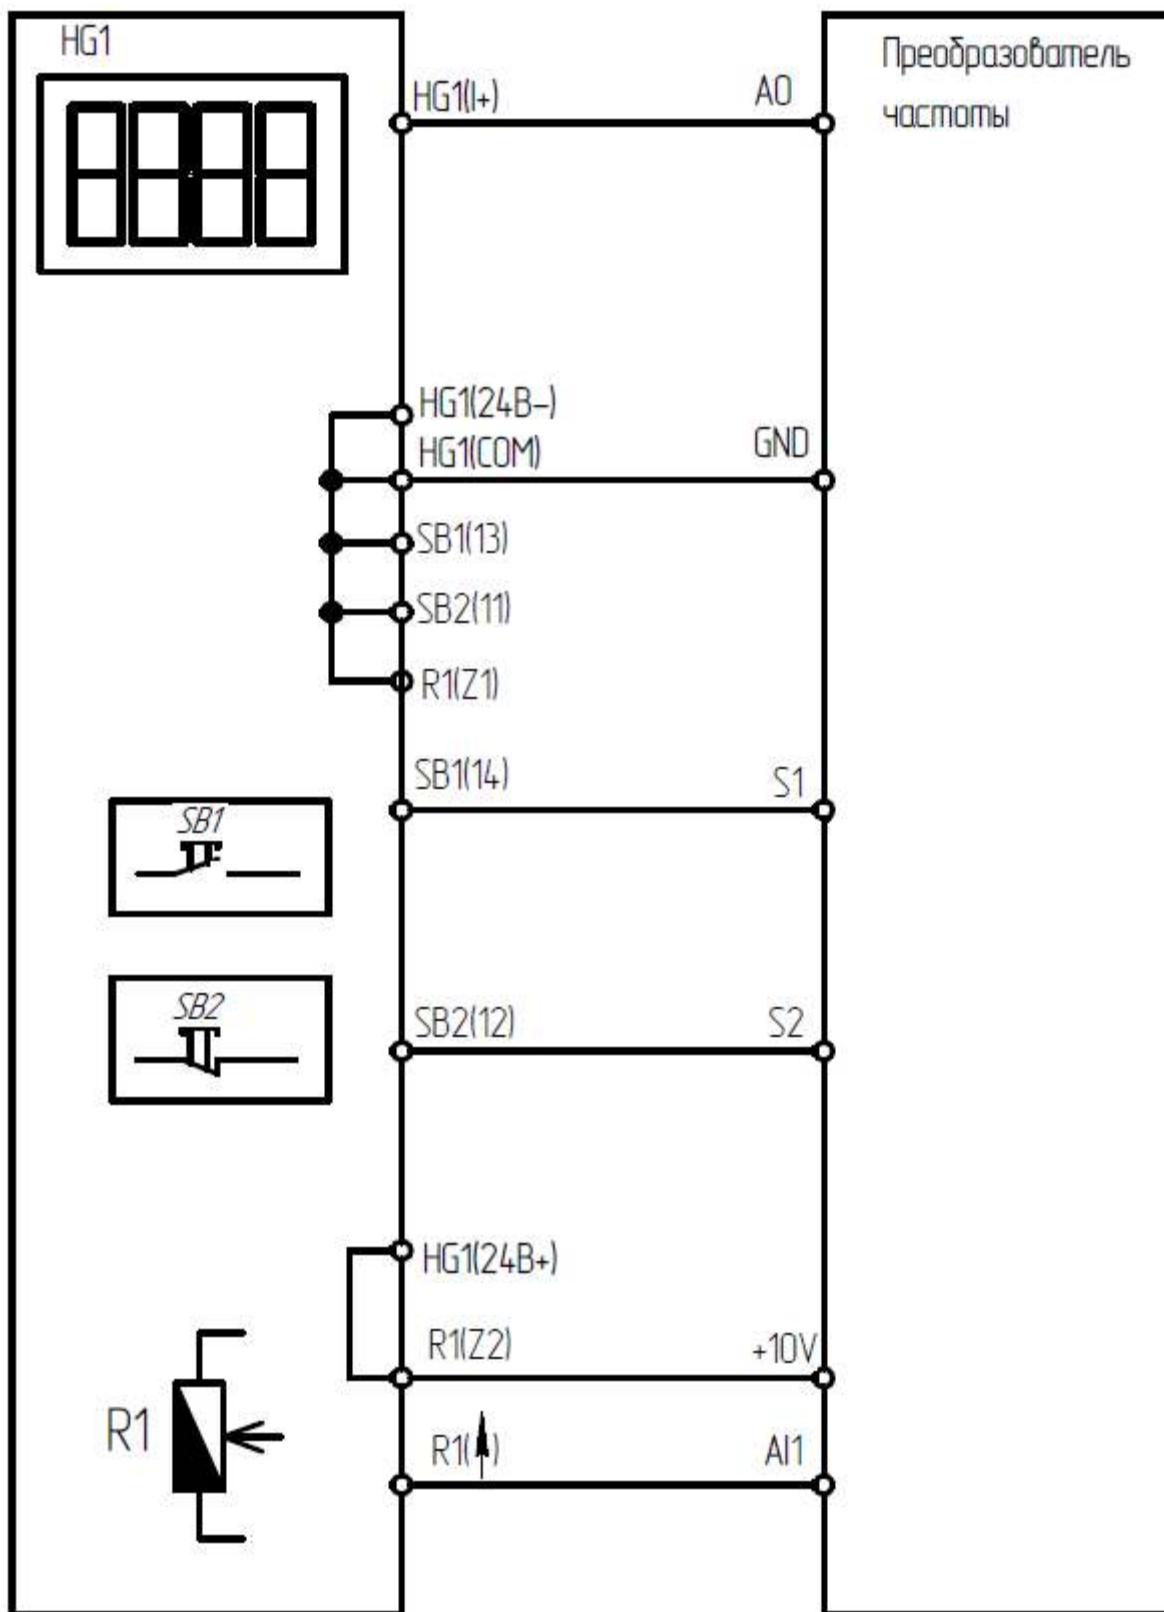 HG1
Преобразователь
частоты
HG1(I+)
AO
HG1(24В-)
HG1(COM)
GND
SB1(13)
SB2(11)
R1(Z1)
SB1(14)
S1
SB1
SB2
SB2(12)
S2
HG1(24В+)
R1(Z2)
+10V
R1
R1(↑)
AI1